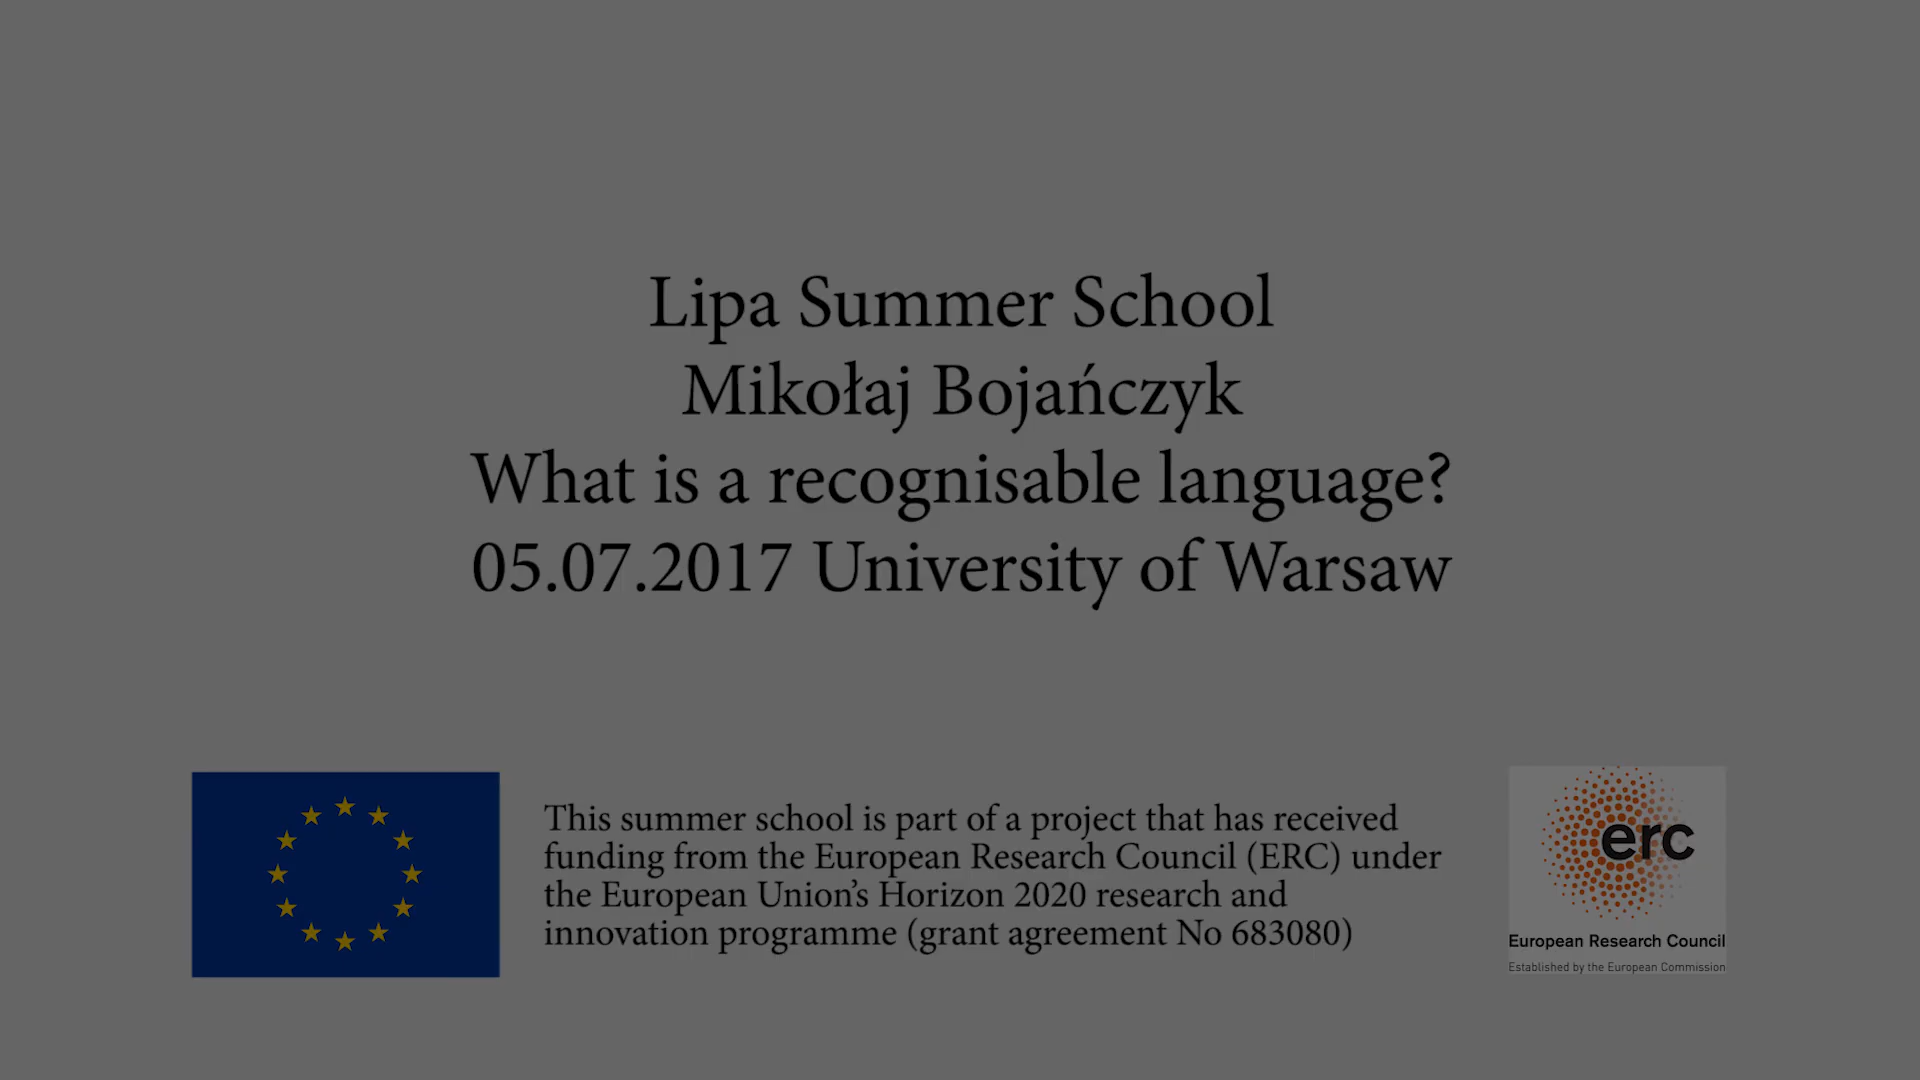 Lipa Summer School
Mikołaj Bojańczyk
What is a recognisable language?
05.07.2017 University of Warsaw
This summer school is part of a project that has received
funding from the European Research Council (ERC) under
the European Union’s Horizon 2020 research and
innovation programme (grant agreement No 683080)
erc
European Research Council
Established by the European Commission